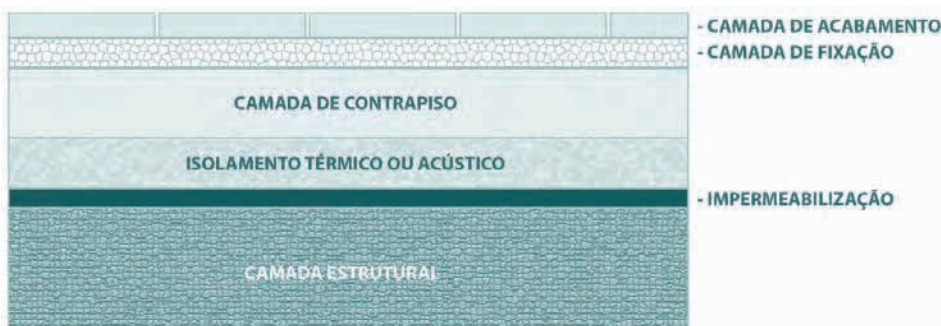 - CAMADA DE ACABAMENTO
- CAMADA DE FIXAÇÃO
CAMADA DE CONTRAPISO
ISOLAMENTO TÉRMICO OU ACÚSTICO
- IMPERMEABILIZAÇÃO
CAMADA ESTRUTURAL